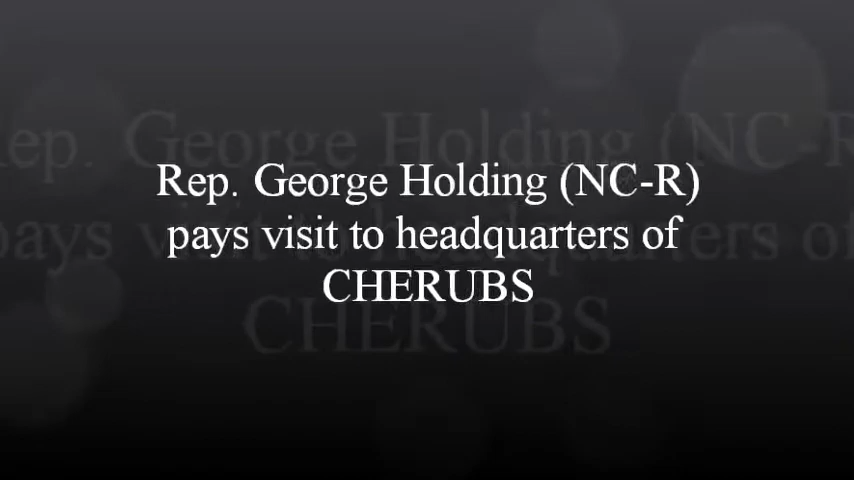 Rep. George Holding (NC-R)
pays visit to headquarters of
CHERUBS